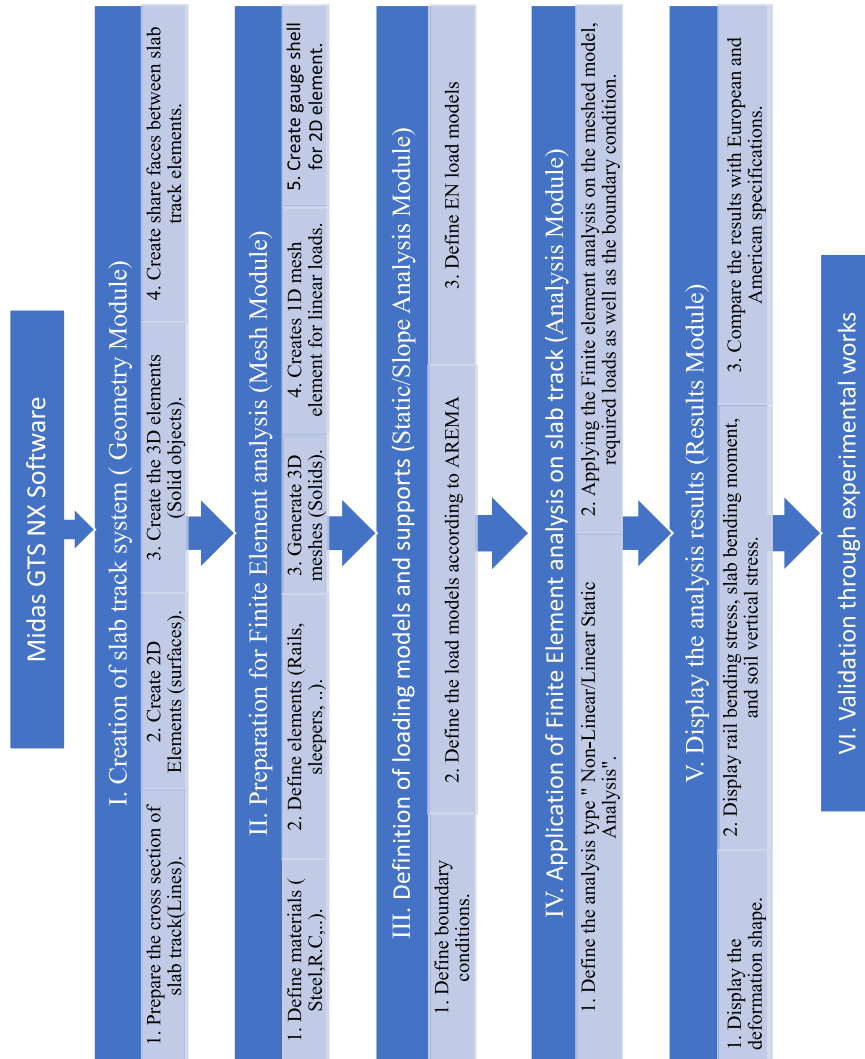 Midas GTS NX Software
I. Creation of slab track system ( Geometry Module)
1. Prepare the cross section of
slab track(Lines).
2. Create 2D
Elements (surfaces).
3. Create the 3D elements
(Solid objects).
4. Create share faces between slab
track elements.
II. Preparation for Finite Element analysis (Mesh Module)
1. Define materials (
Steel,R.C,..).
2. Define elements (Rails,
sleepers,..).
3. Generate 3D
meshes (Solids).
4. Creates 1D mesh
element for linear loads.
5. Create gauge shell
for 2D element.
III. Definition of loading models and supports (Static/Slope Analysis Module)
1. Define boundary
conditions.
2. Define the load models according to AREMA
3. Define EN load models
IV. Application of Finite Element analysis on slab track (Analysis Module)
1. Define the analysis type " Non-Linear/Linear Static
Analysis".
2. Applying the Finite element analysis on the meshed model,
required loads as well as the boundary condition.
V. Display the analysis results (Results Module)
1. Display the
deformation shape.
2. Display rail bending stress, slab bending moment,
and soil vertical stress.
3. Compare the results with European and
American specifications.
VI. Validation through experimental works